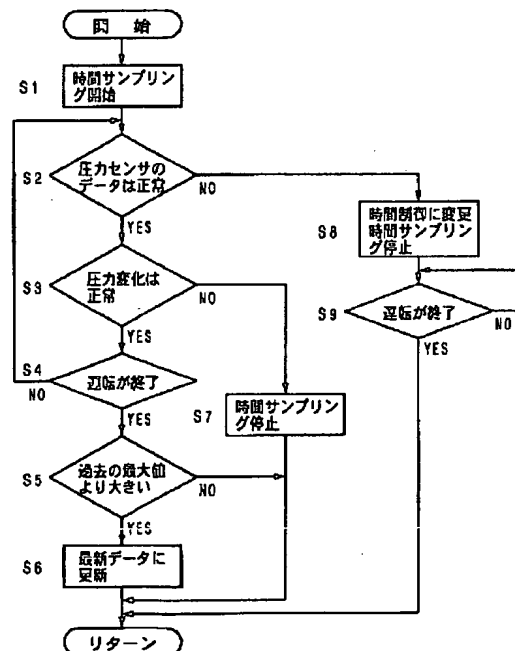 開 始
S1
時間サンプリン
グ開始
S2
圧力センサの
データは正常
NO
YES
S8
時間制御に変更
時間サンプリン
グ停止
S3
圧力変化は
正常
NO
YES
S9
運転が終了
NO
YES
S4
運転が終了
NO
YES
S7
時間サンプリング
停止
S5
過去の最大値
より大きい
NO
YES
S6
最新データに
更新
リターン